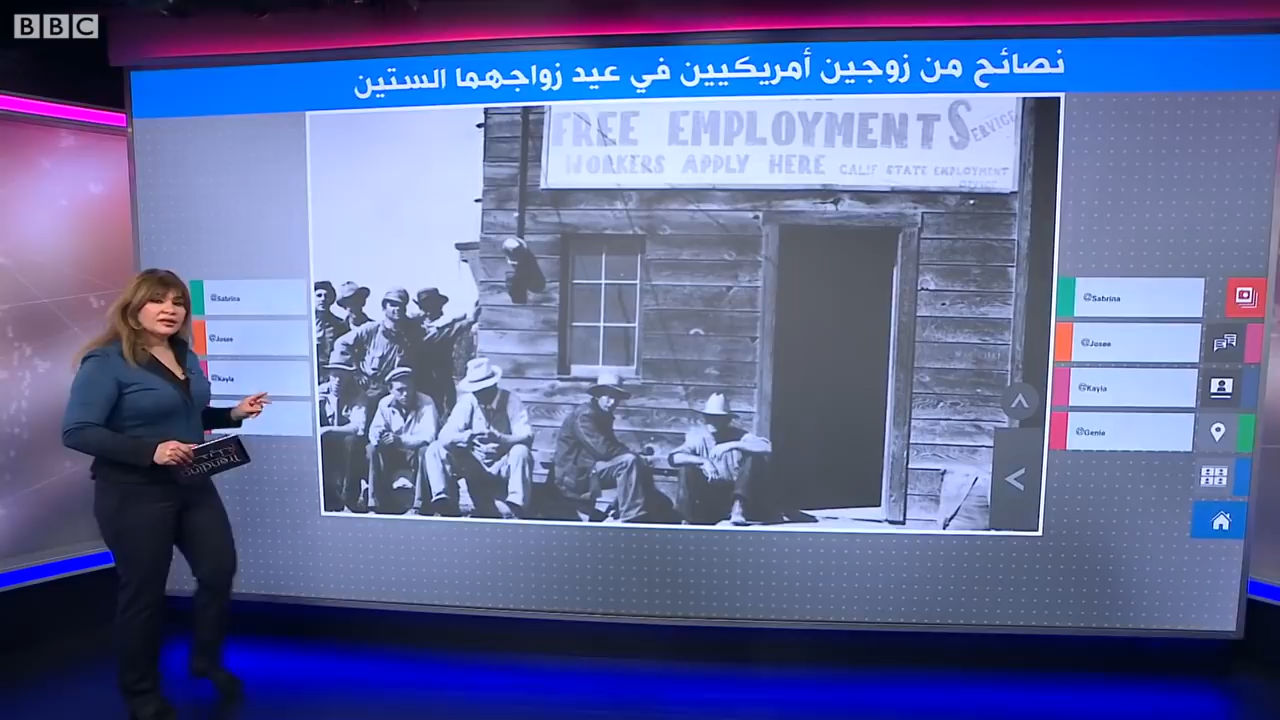 BBC
نصائح من زوجين أمريكيين في عيد زواجهما الستين
FREE EMPLOYMENT SERVICE
WORKERS APPLY HERE CALIF STATE EMPLOYMENT
@Sabrina
@Josee
@Kayla
@Sabrina
@Josee
@Kayla
@Genie
Trending